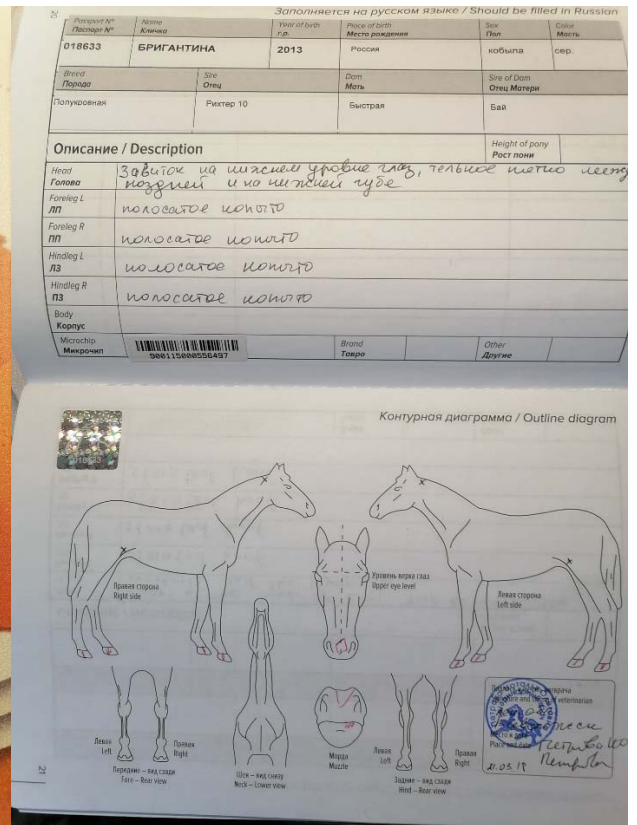 Заполняется на русском языке / Should be filled in Russian
20
Passport № Name Year of birth Place of birth Sex Color
Паспорт № Кличка г.р. Место рождения Пол Масть
018633 БРИГАНТИНА 2013 Россия кобыла сер.
Breed Sire Dam Sire of Dam
Порода Отец Мать Отец Матери
Полукровная Рихтер 10 Быстрая Бай
Описание / Description Height of pony
Рост пони
Head Завиток на нижнем уровне глаз, тельное пятно между
Голова ноздрей и на нижней губе
Foreleg L
ЛП полосатое копыто
Foreleg R
ПП полосатое копыто
Hindleg L
ЛЗ полосатое копыто
Hindleg R
ПЗ полосатое копыто
Body
Корпус
Microchip Brand Other
Микрочип 900115000556497 Тавро Другие
Контурная диаграмма / Outline diagram
Правая сторона
Right side
Уровень верха глаз
Upper eye level
Левая сторона
Left side
Левая
Left
Правая
Right
Передние – вид сзади
Fore – Rear view
Шея – вид снизу
Neck – Lower view
Морда
Muzzle
Левая
Left
Правая
Right
Задние – вид сзади
Hind – Rear view
veterinarian
Место и дата
Place and date
21